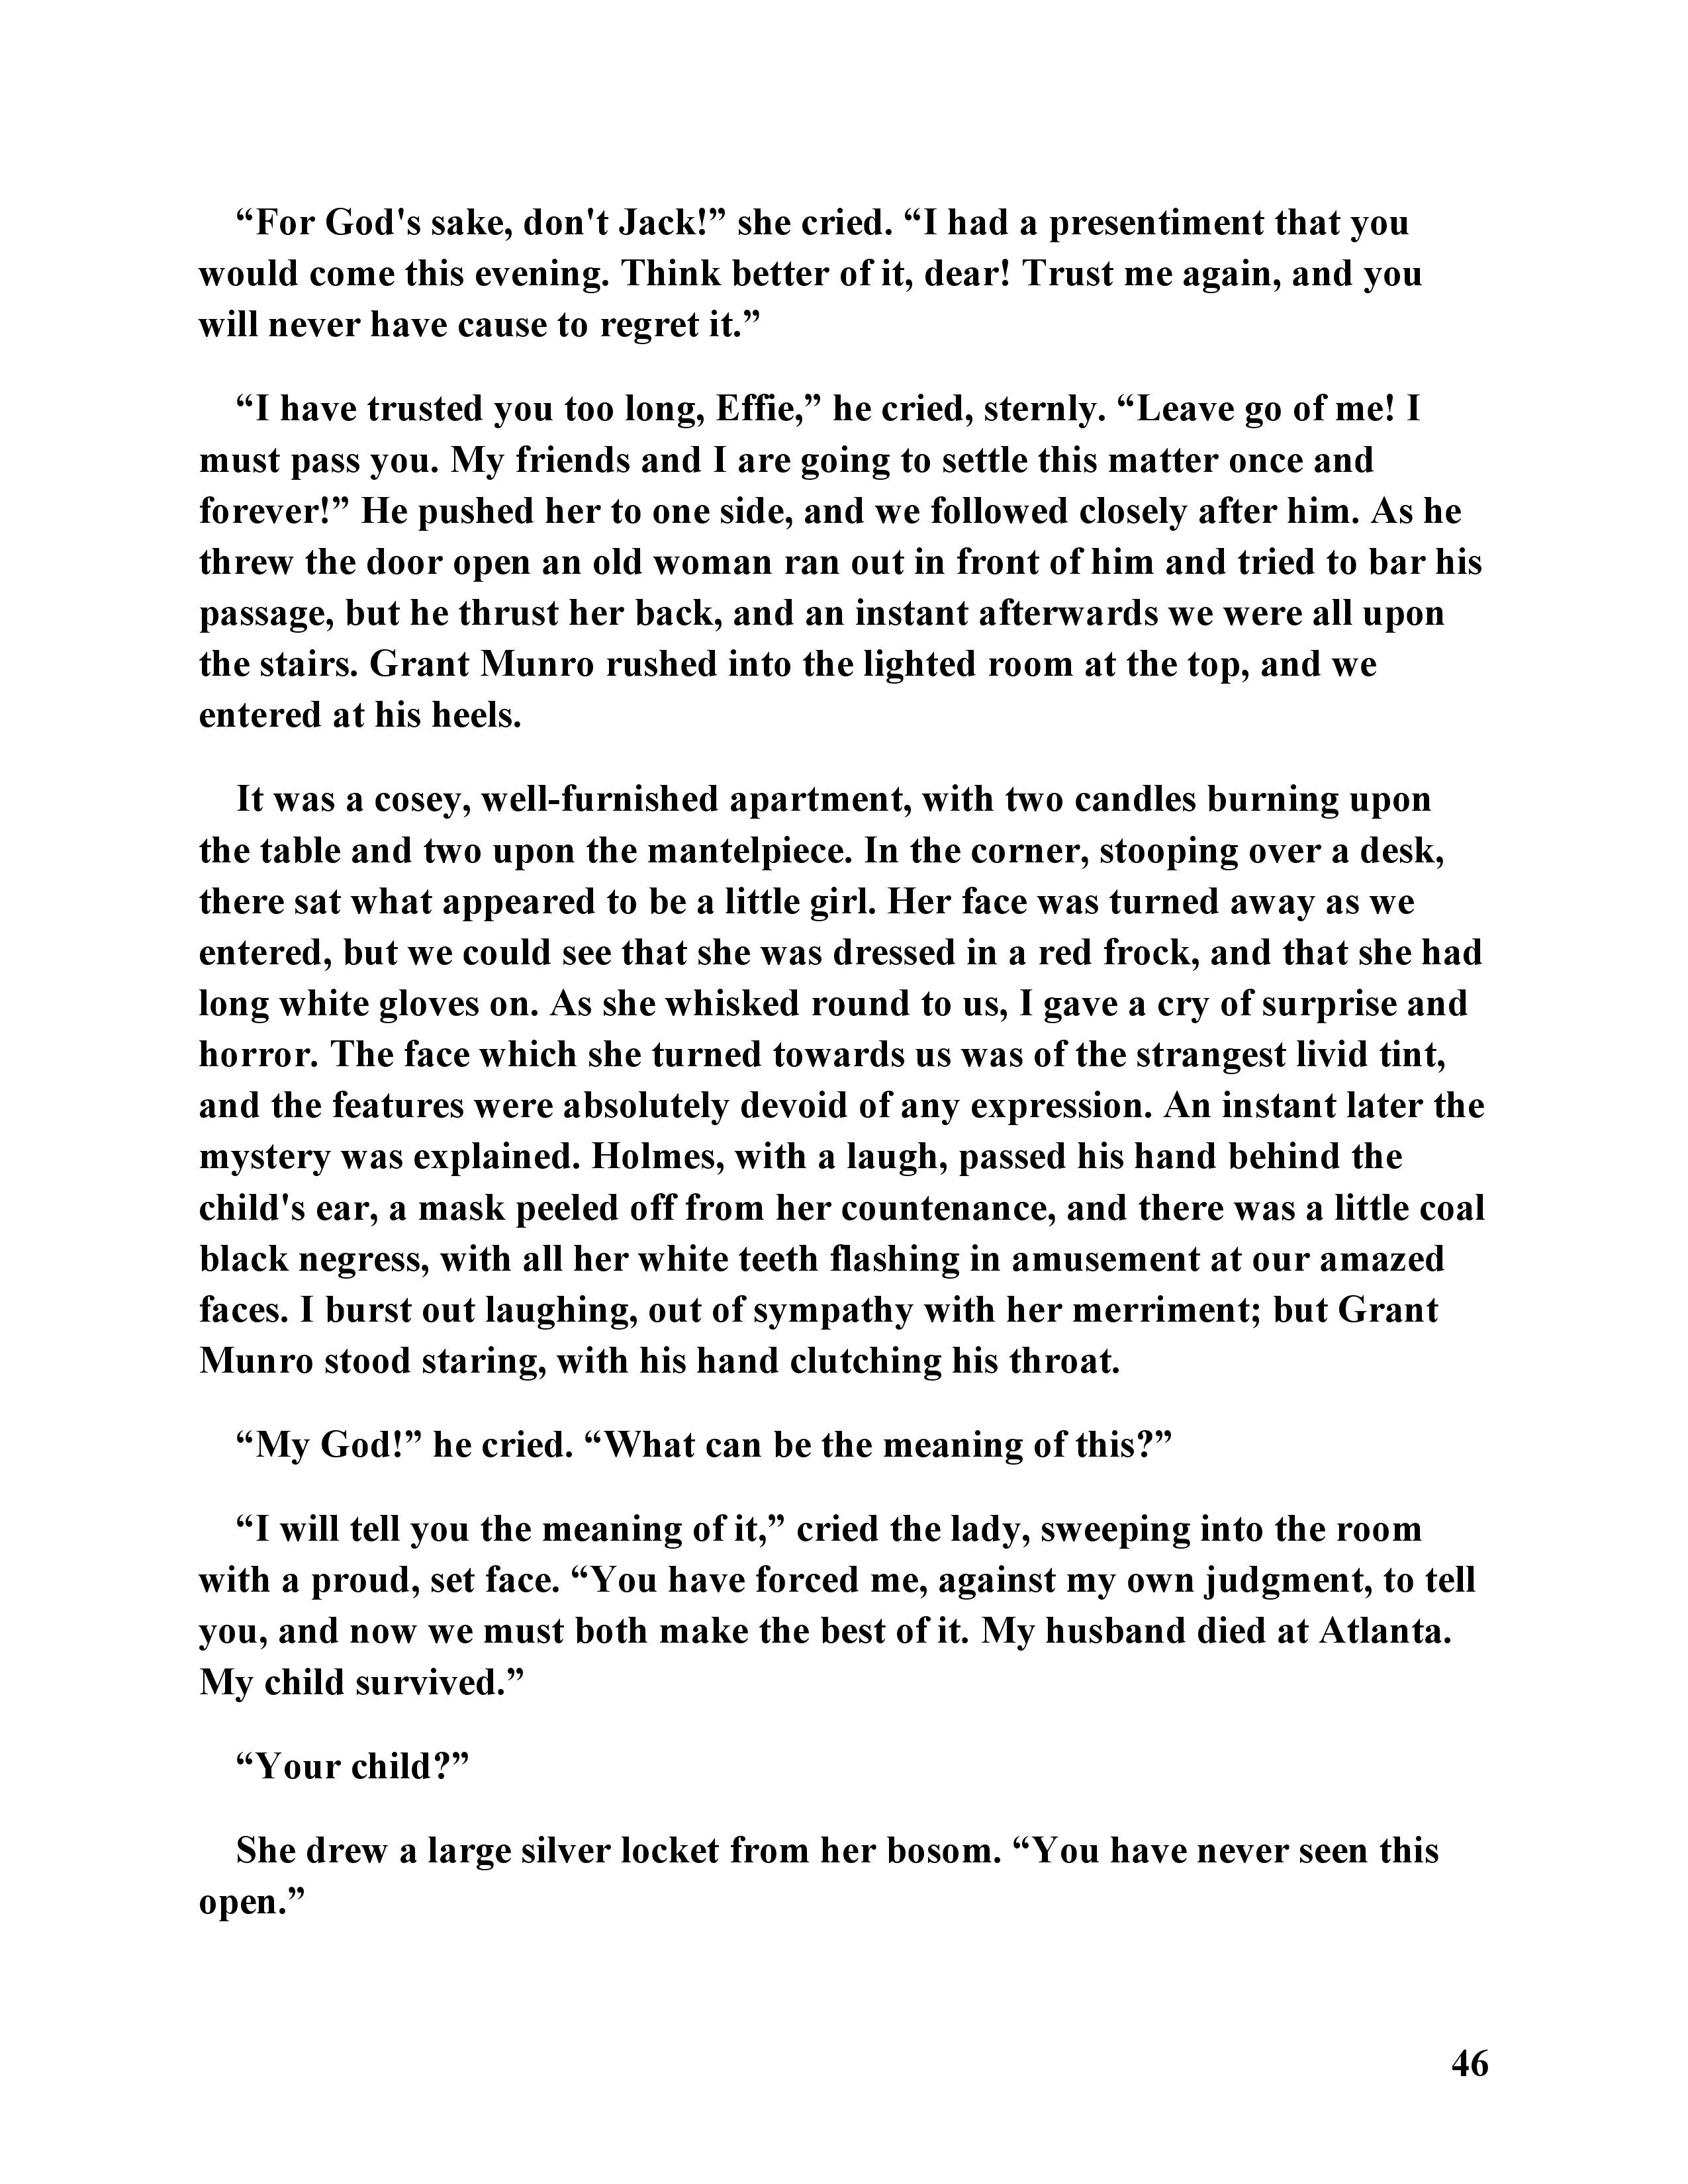 “For God's sake, don't Jack!” she cried. “I had a presentiment that you
would come this evening. Think better of it, dear! Trust me again, and you
will never have cause to regret it.”
“I have trusted you too long, Effie,” he cried, sternly. “Leave go of me! I
must pass you. My friends and I are going to settle this matter once and
forever!” He pushed her to one side, and we followed closely after him. As he
threw the door open an old woman ran out in front of him and tried to bar his
passage, but he thrust her back, and an instant afterwards we were all upon
the stairs. Grant Munro rushed into the lighted room at the top, and we
entered at his heels.
It was a cosey, well-furnished apartment, with two candles burning upon
the table and two upon the mantelpiece. In the corner, stooping over a desk,
there sat what appeared to be a little girl. Her face was turned away as we
entered, but we could see that she was dressed in a red frock, and that she had
long white gloves on. As she whisked round to us, I gave a cry of surprise and
horror. The face which she turned towards us was of the strangest livid tint,
and the features were absolutely devoid of any expression. An instant later the
mystery was explained. Holmes, with a laugh, passed his hand behind the
child's ear, a mask peeled off from her countenance, and there was a little coal
black negress, with all her white teeth flashing in amusement at our amazed
faces. I burst out laughing, out of sympathy with her merriment; but Grant
Munro stood staring, with his hand clutching his throat.
“My God!” he cried. “What can be the meaning of this?”
“I will tell you the meaning of it,” cried the lady, sweeping into the room
with a proud, set face. “You have forced me, against my own judgment, to tell
you, and now we must both make the best of it. My husband died at Atlanta.
My child survived.”
“Your child?”
She drew a large silver locket from her bosom. “You have never seen this
open.”
46